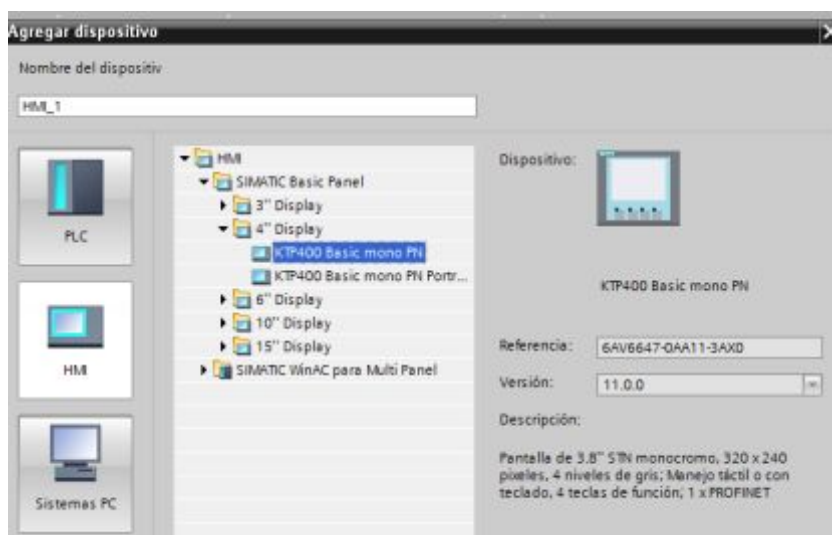 Agregar dispositivo
Nombre del dispositiv
HMI_1
PLC
HMI
Sistemas PC
HMI
SIMATIC Basic Panel
3" Display
4" Display
KTP400 Basic mono PN
KTP400 Basic mono PN Portr...
6" Display
10" Display
15" Display
SIMATIC WinAC para Multi Panel
Dispositivo:
KTP400 Basic mono PN
Referencia: 6AV6647-0AA11-3AX0
Versión: 11.0.0
Descripción:
Pantalla de 3.8" STN monocromo, 320 x 240
píxeles, 4 niveles de gris; Manejo táctil o con
teclado, 4 teclas de función; 1 x PROFINET